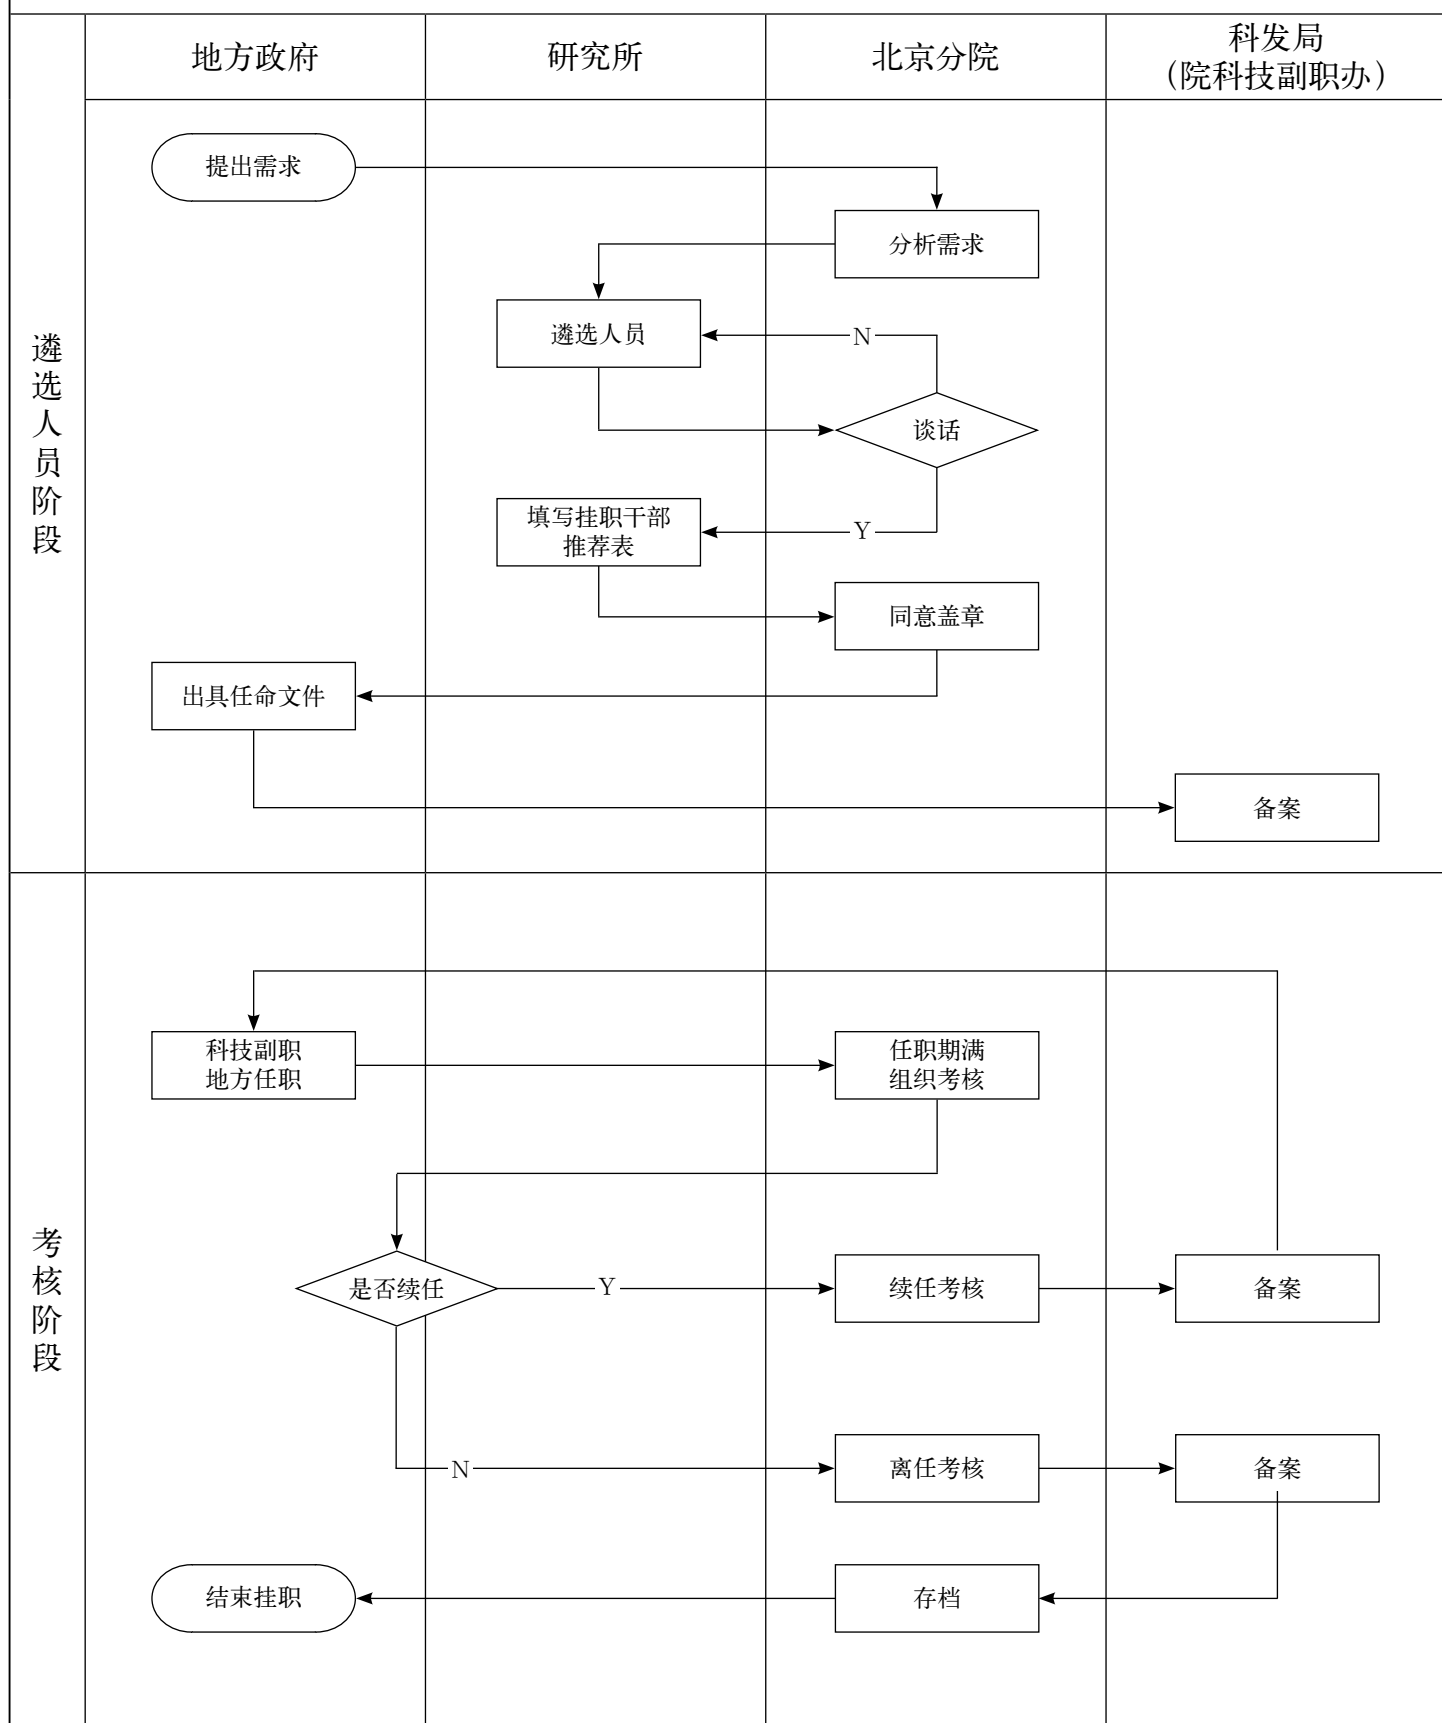 地方政府
研究所
北京分院
科发局
（院科技副职办）
遴选人员阶段
提出需求
分析需求
遴选人员
N
谈话
填写挂职干部
推荐表
Y
同意盖章
出具任命文件
备案
考核阶段
科技副职
地方任职
任职期满
组织考核
是否续任
Y
续任考核
备案
N
离任考核
备案
结束挂职
存档